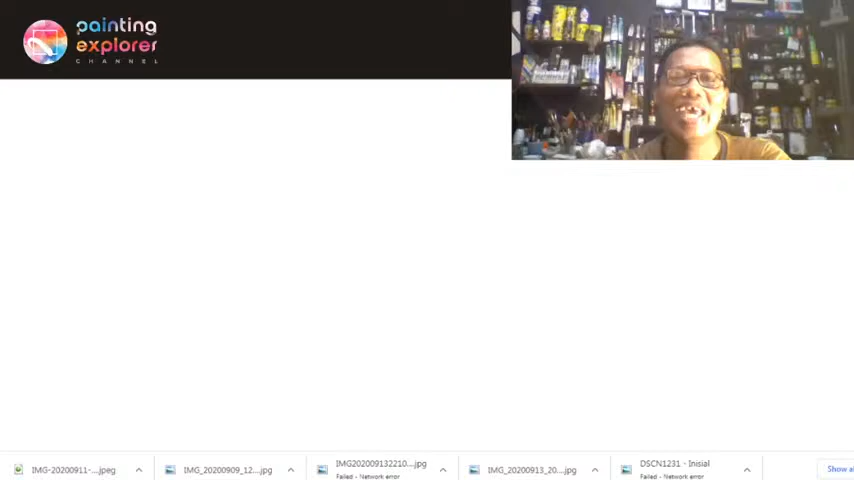 painting
explorer
CHANNEL
IMG-20200911-....jpeg
IMG_20200909_12....jpg
IMG202009132210....jpg
Failed - Network error
IMG_20200913_20....jpg
DSCN1231 - Inisial
Failed - Network error
Show al